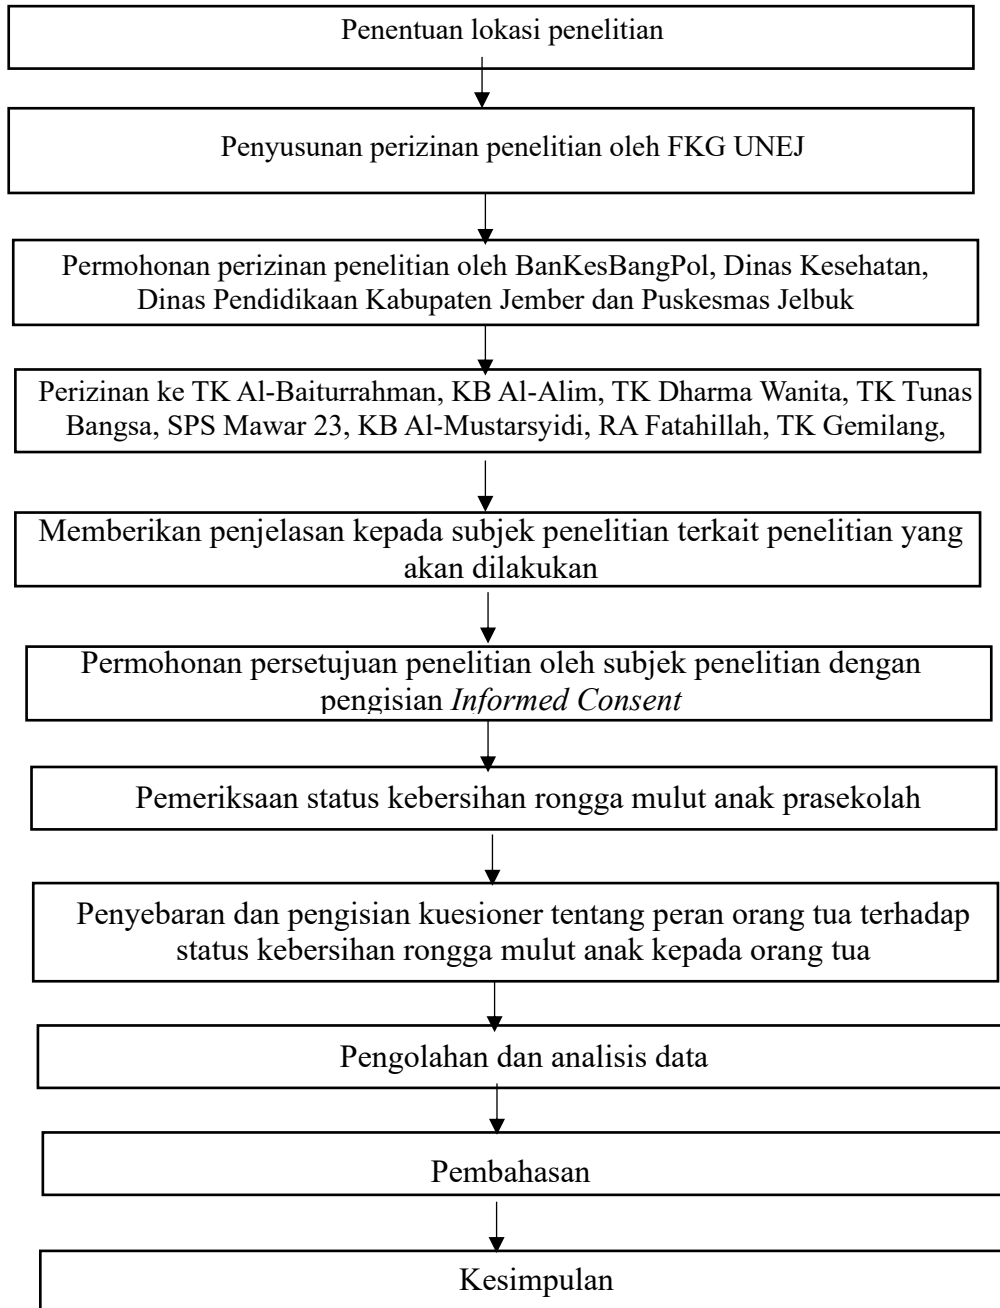 Penentuan lokasi penelitian
Penyusunan perizinan penelitian oleh FKG UNEJ
Permohonan perizinan penelitian oleh BanKesBangPol, Dinas Kesehatan,
Dinas Pendidikaan Kabupaten Jember dan Puskesmas Jelbuk
Perizinan ke TK Al-Baiturrahman, KB Al-Alim, TK Dharma Wanita, TK Tunas
Bangsa, SPS Mawar 23, KB Al-Mustarsyidi, RA Fatahillah, TK Gemilang,
Memberikan penjelasan kepada subjek penelitian terkait penelitian yang
akan dilakukan
Permohonan persetujuan penelitian oleh subjek penelitian dengan
pengisian Informed Consent
Pemeriksaan status kebersihan rongga mulut anak prasekolah
Penyebaran dan pengisian kuesioner tentang peran orang tua terhadap
status kebersihan rongga mulut anak kepada orang tua
Pengolahan dan analisis data
Pembahasan
Kesimpulan